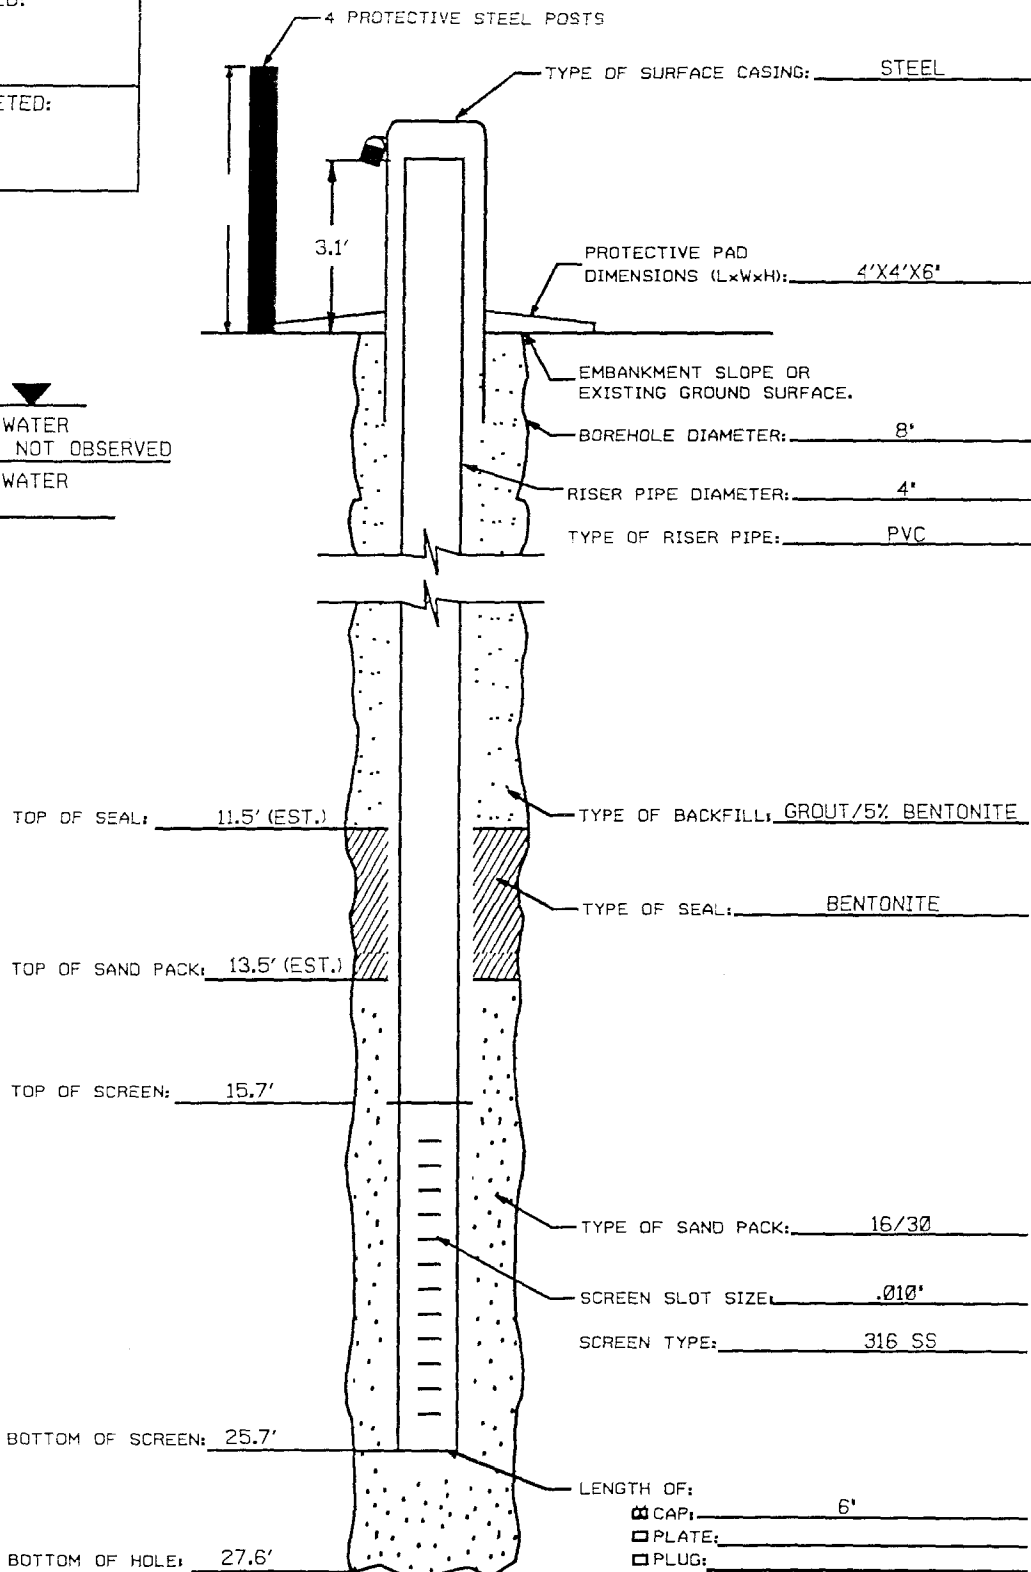 4 PROTECTIVE STEEL POSTS
TYPE OF SURFACE CASING: STEEL
3.1'
PROTECTIVE PAD
DIMENSIONS (LxWxH): 4'X4'X6"
WATER
NOT OBSERVED
WATER
EMBANKMENT SLOPE OR
EXISTING GROUND SURFACE.
BOREHOLE DIAMETER: 8"
RISER PIPE DIAMETER: 4"
TYPE OF RISER PIPE: PVC
TOP OF SEAL: 11.5' (EST.)
TYPE OF BACKFILL: GROUT/5% BENTONITE
TYPE OF SEAL: BENTONITE
TOP OF SAND PACK: 13.5' (EST.)
TOP OF SCREEN: 15.7'
TYPE OF SAND PACK: 16/30
SCREEN SLOT SIZE: .010"
SCREEN TYPE: 316 SS
BOTTOM OF SCREEN: 25.7'
LENGTH OF:
CAP: 6"
PLATE:
PLUG:
BOTTOM OF HOLE: 27.6'